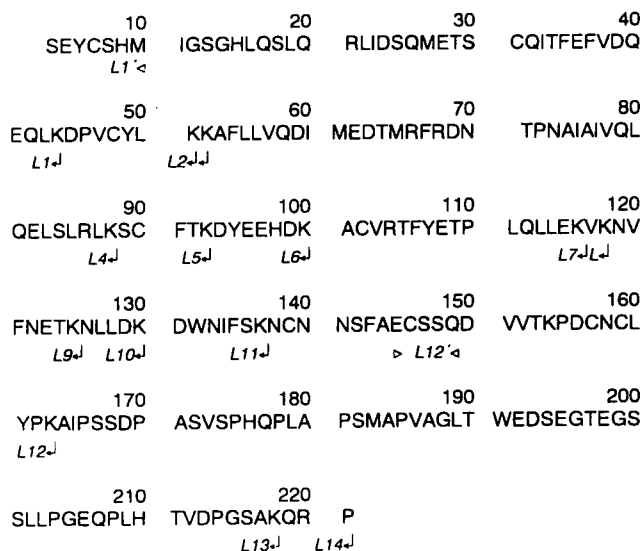 10 20 30 40
SEYCSHM IGSGHLQSLQ RLIDSQMETS CQITFEFVDQ
L1'◃
50 60 70 80
EQLKDPVCYL KKAFLLVQDI MEDTMRFRDN TPNAIAIVQL
L1↲ L2↲↲
90 100 110 120
QELSLRLKSC FTKDYEEHDK ACVRTFYETP LQLLEKVKNV
L4↲ L5↲ L6↲ L7↲L↲
130 140 150 160
FNETKNLLDK DWNIFSKNCN NSFAECSSQD VVTKPDCNCL
L9↲ L10↲ L11↲ ▹ L12'◃
170 180 190 200
YPKAIPSSDP ASVSPHQPLA PSMAPVAGLT WEDSEGTEGS
L12↲
210 220
SLLPGEQPLH TVDPGSAKQR P
L13↲ L14↲